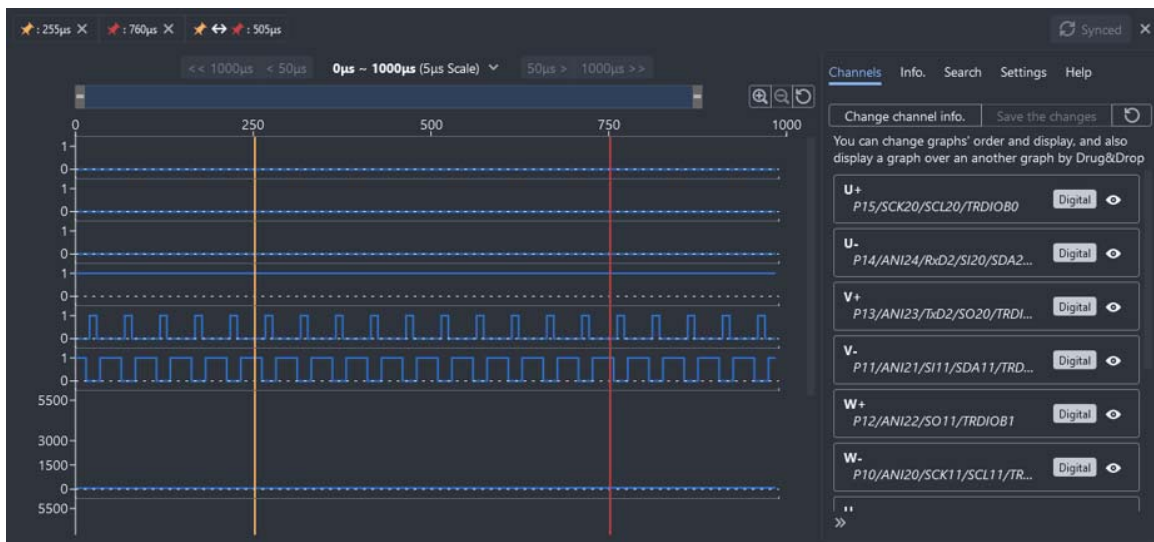 : 255µs ✕ : 760µs ✕ ↔ : 505µs Synced ✕
<< 1000µs < 50µs 0µs ~ 1000µs (5µs Scale) 50µs > 1000µs >>
0 250 500 750 1000
1
0
1
0
1
0
1
0
1
0
1
0
5500
3000
1500
0
5500
Channels Info. Search Settings Help
Change channel info. Save the changes
You can change graphs' order and display, and also
display a graph over an another graph by Drug&Drop
U+
P15/SCK20/SCL20/TRDIOB0 Digital
U-
P14/ANI24/RxD2/SI20/SDA2... Digital
V+
P13/ANI23/TxD2/SO20/TRDI... Digital
V-
P11/ANI21/SI11/SDA11/TRD... Digital
W+
P12/ANI22/SO11/TRDIOB1 Digital
W-
P10/ANI20/SCK11/SCL11/TR... Digital
»